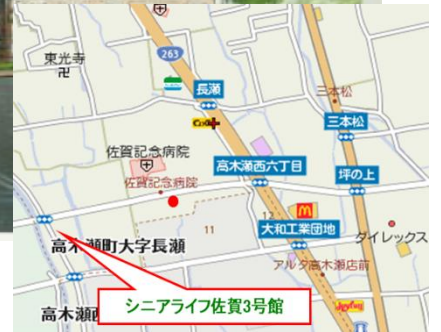 東光寺
263
長瀬
三本松
三本松
佐賀記念病院
佐賀記念病院
高木瀬西六丁目
坪の上
12
11
大和工業団地
ダイレックス
高木瀬町大字長瀬
アルタ高木瀬店前
シニアライフ佐賀3号館
高木瀬西